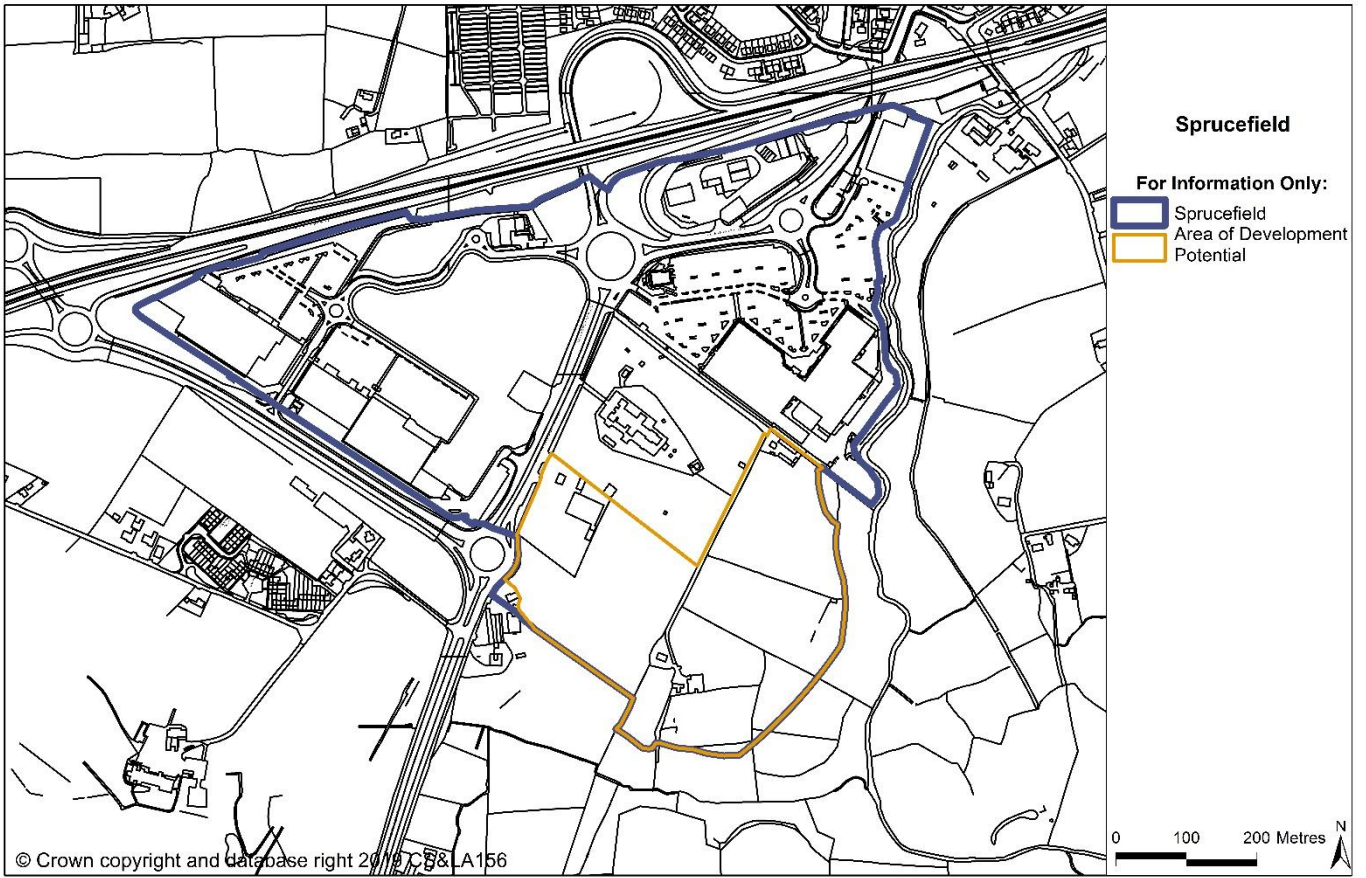 Sprucefield
For Information Only:
Sprucefield
Area of Development
Potential
N
0 100 200 Metres
© Crown copyright and database right 2019 CS&LA156